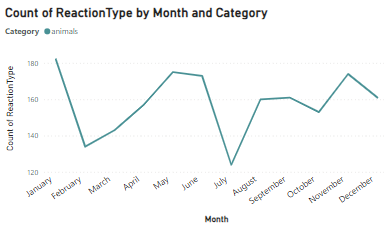 Count of ReactionType by Month and Category
Category animals
Count of ReactionType
180
160
140
120
January
February
March
April
May
June
July
August
September
October
November
December
Month